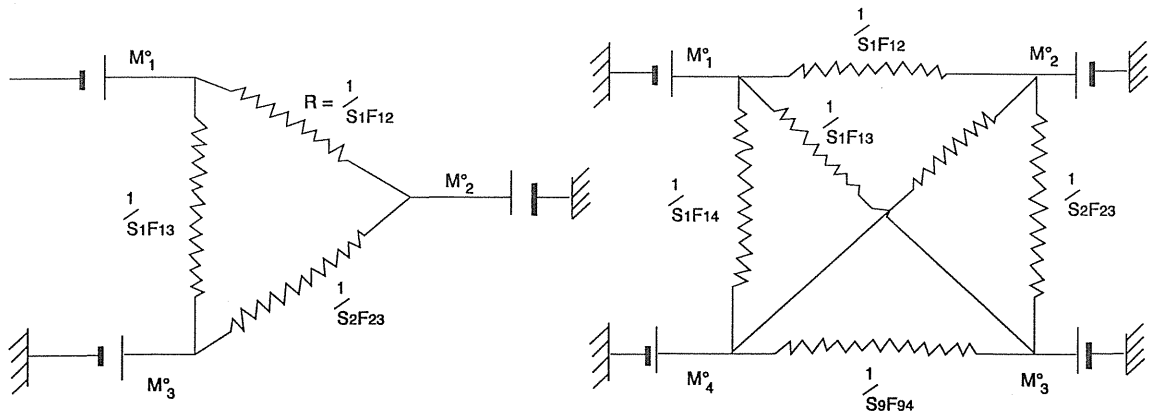 M°1
R = 1/S1F12
1/S1F13
M°2
1/S2F23
M°3
1/S1F12
M°1
M°2
1/S1F13
1/S1F14
1/S2F23
M°4
M°3
1/S9F94